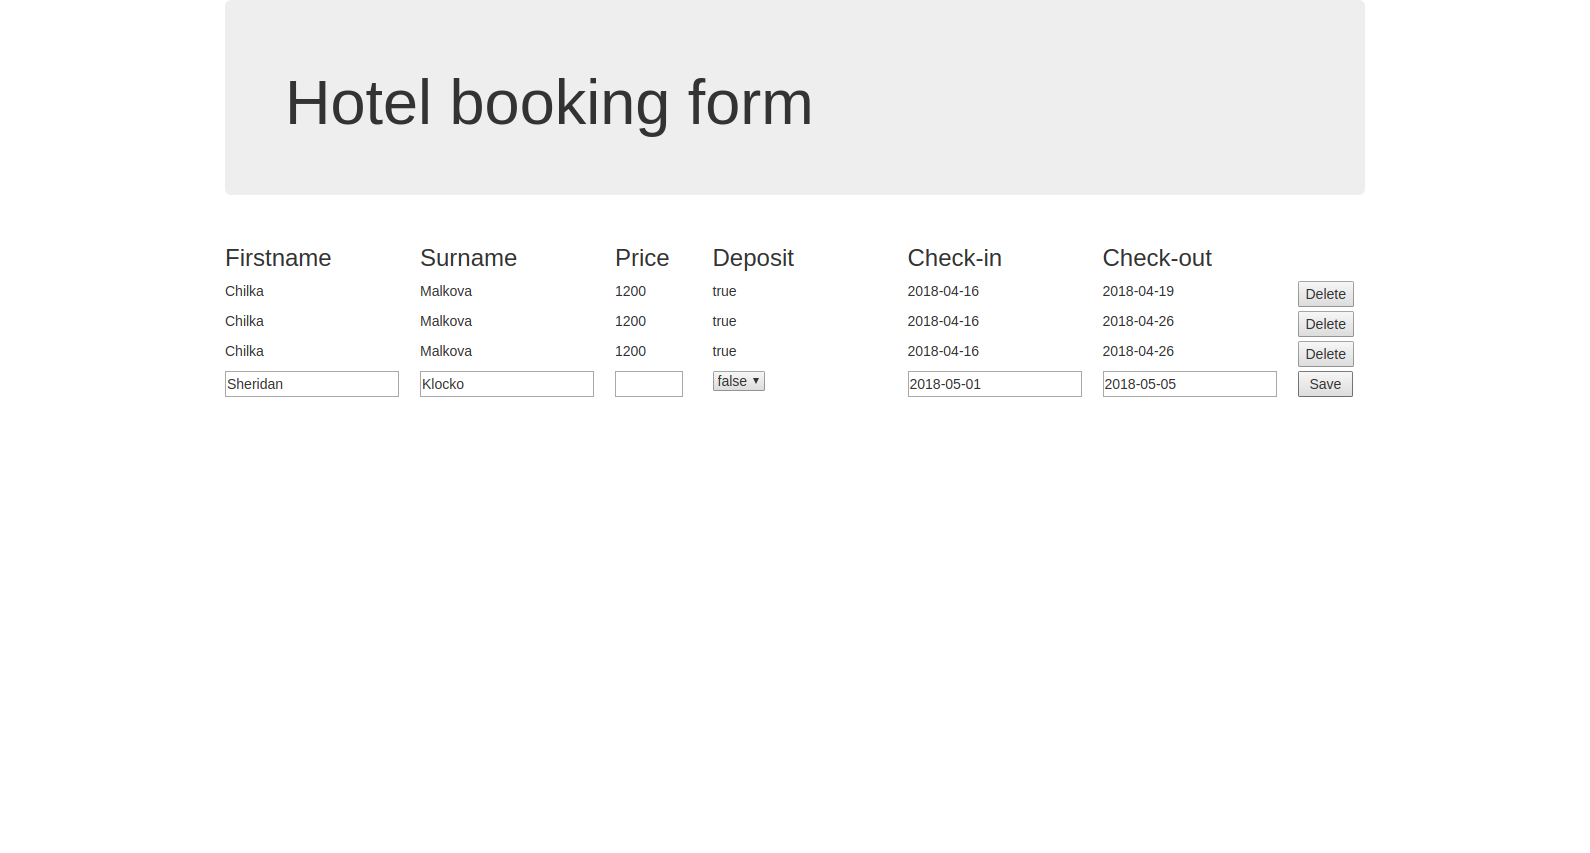 Hotel booking form
Firstname Surname Price Deposit Check-in Check-out
Chilka Malkova 1200 true 2018-04-16 2018-04-19 Delete
Chilka Malkova 1200 true 2018-04-16 2018-04-26 Delete
Chilka Malkova 1200 true 2018-04-16 2018-04-26 Delete
Sheridan Klocko false 2018-05-01 2018-05-05 Save